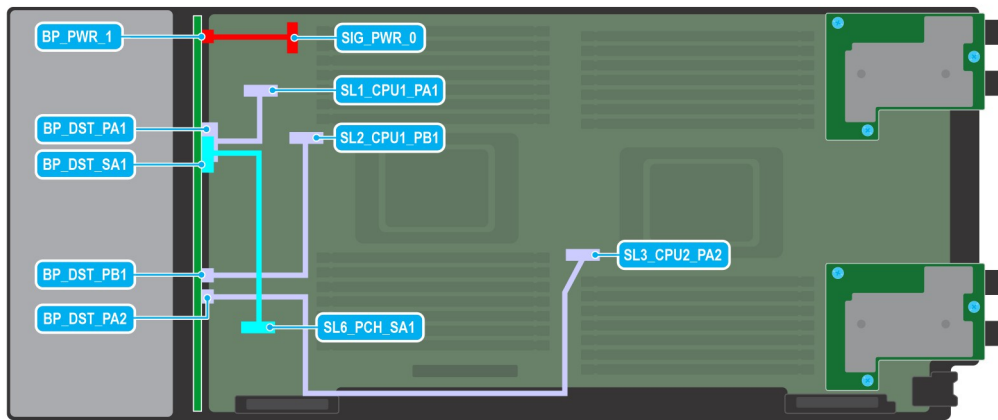 BP_PWR_1
SIG_PWR_0
SL1_CPU1_PA1
BP_DST_PA1
SL2_CPU1_PB1
BP_DST_SA1
SL3_CPU2_PA2
BP_DST_PB1
BP_DST_PA2
SL6_PCH_SA1